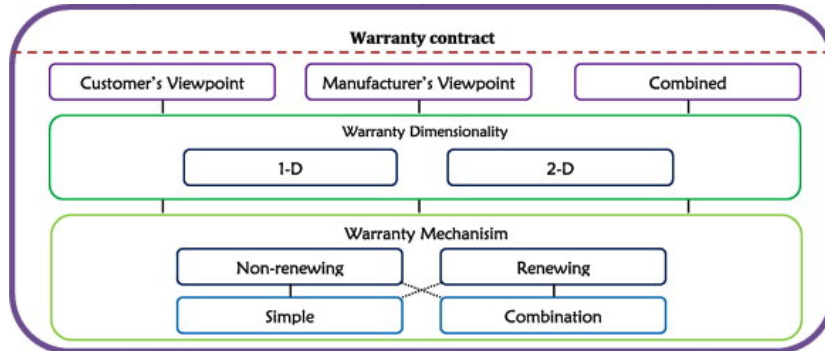 Warranty contract
Customer's Viewpoint
Manufacturer's Viewpoint
Combined
Warranty Dimensionality
1-D
2-D
Warranty Mechanisim
Non-renewing
Renewing
Simple
Combination